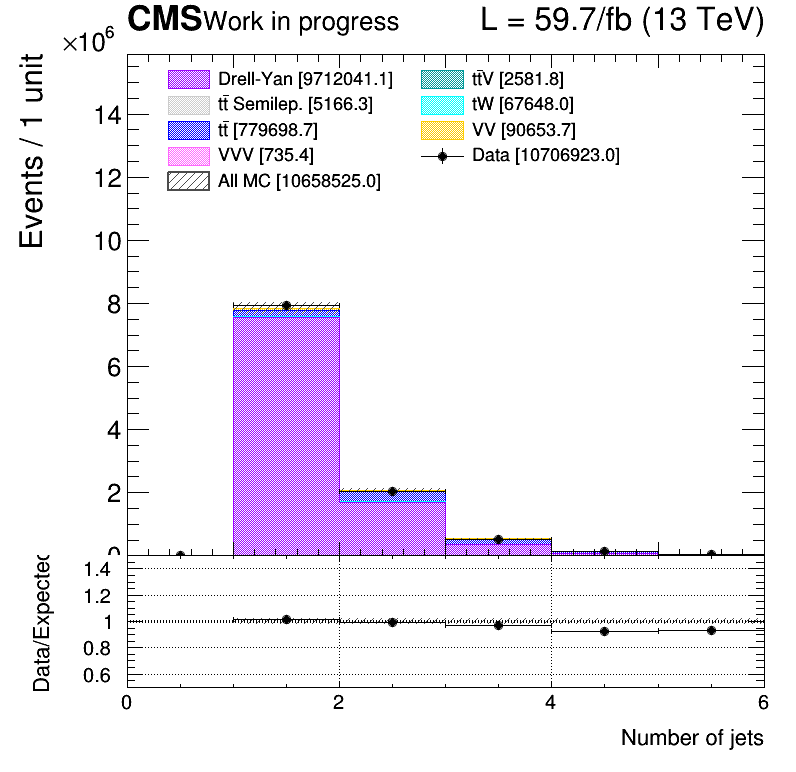 CMS Work in progress L = 59.7/fb (13 TeV)
×10⁶
Events / 1 unit
Drell-Yan [9712041.1]
tt̄ Semilep. [5166.3]
tt̄ [779698.7]
VVV [735.4]
All MC [10658525.0]
tt̄V [2581.8]
tW [67648.0]
VV [90653.7]
Data [10706923.0]
14
12
10
8
6
4
2
0
Data/Expected
1.4
1.2
1
0.8
0.6
0 2 4 6
Number of jets